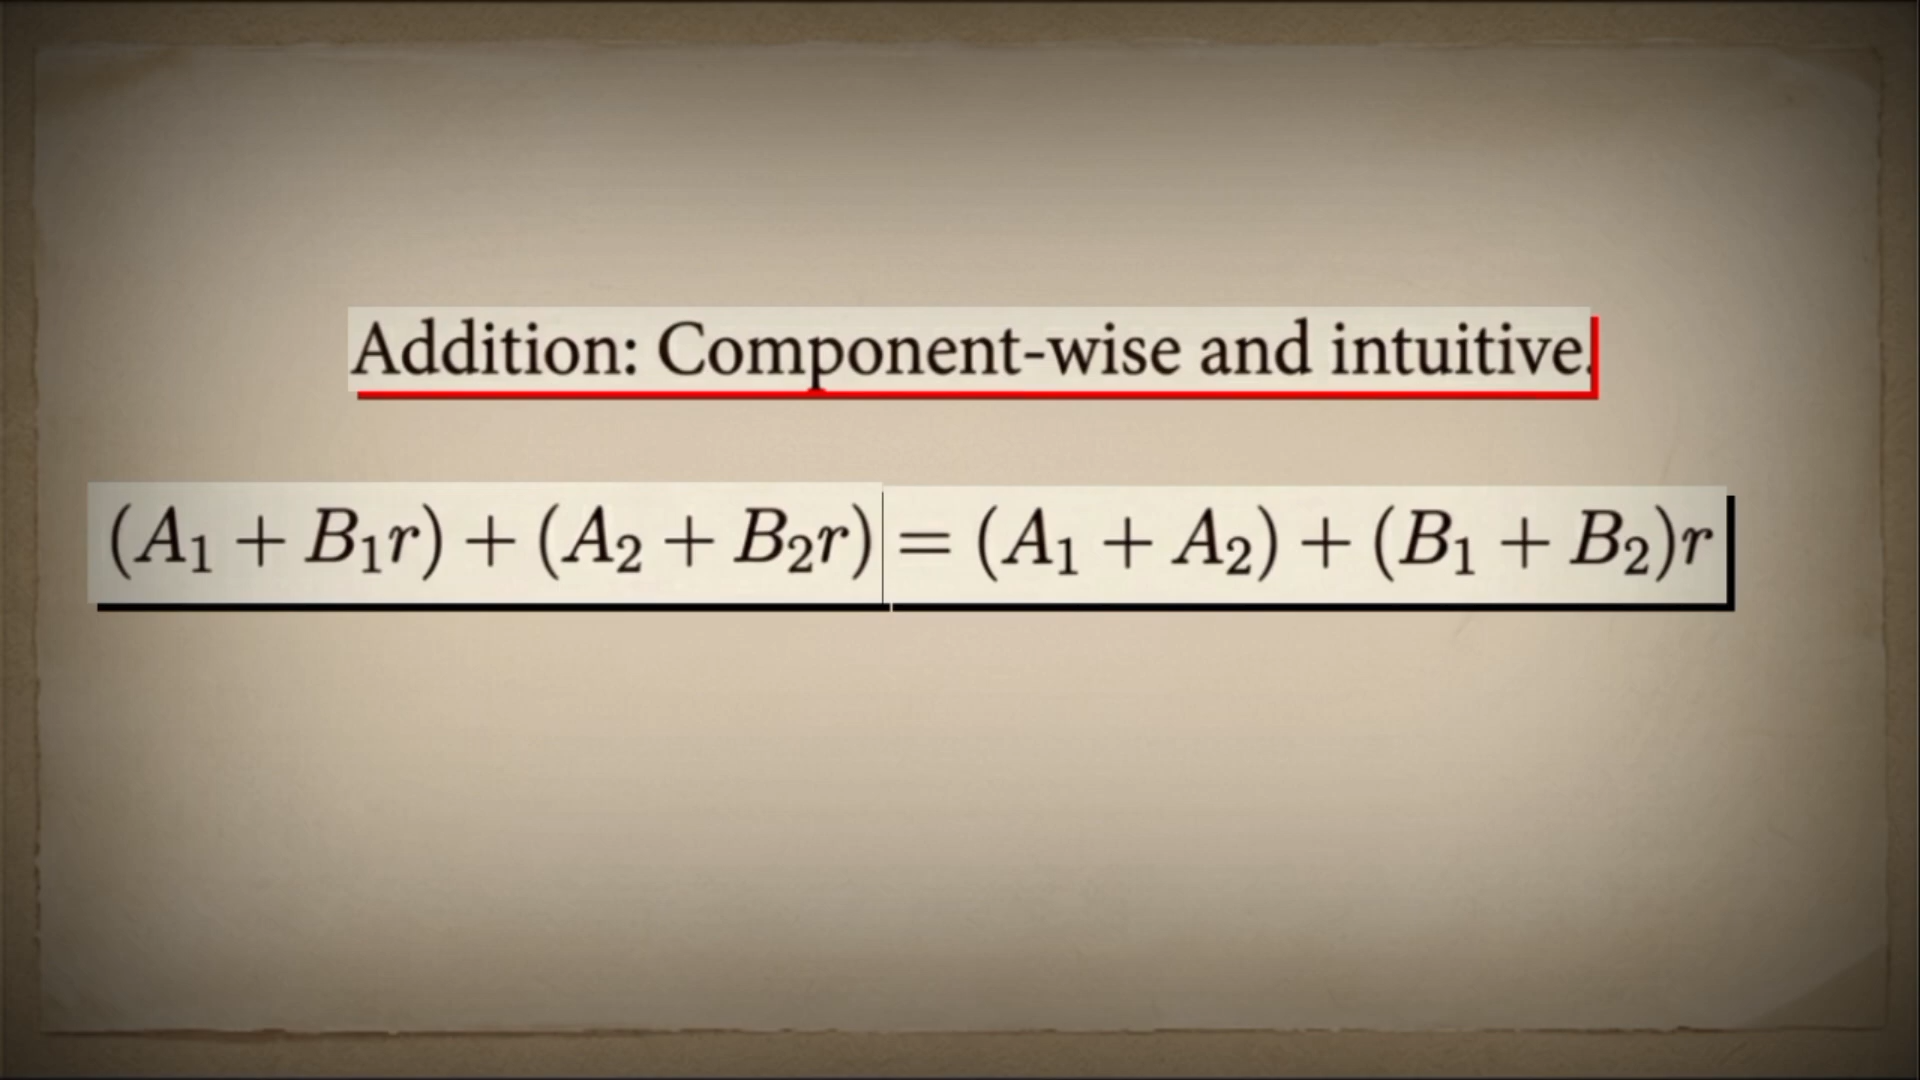 Addition: Component-wise and intuitive.
(A₁ + B₁r) + (A₂ + B₂r) = (A₁ + A₂) + (B₁ + B₂)r